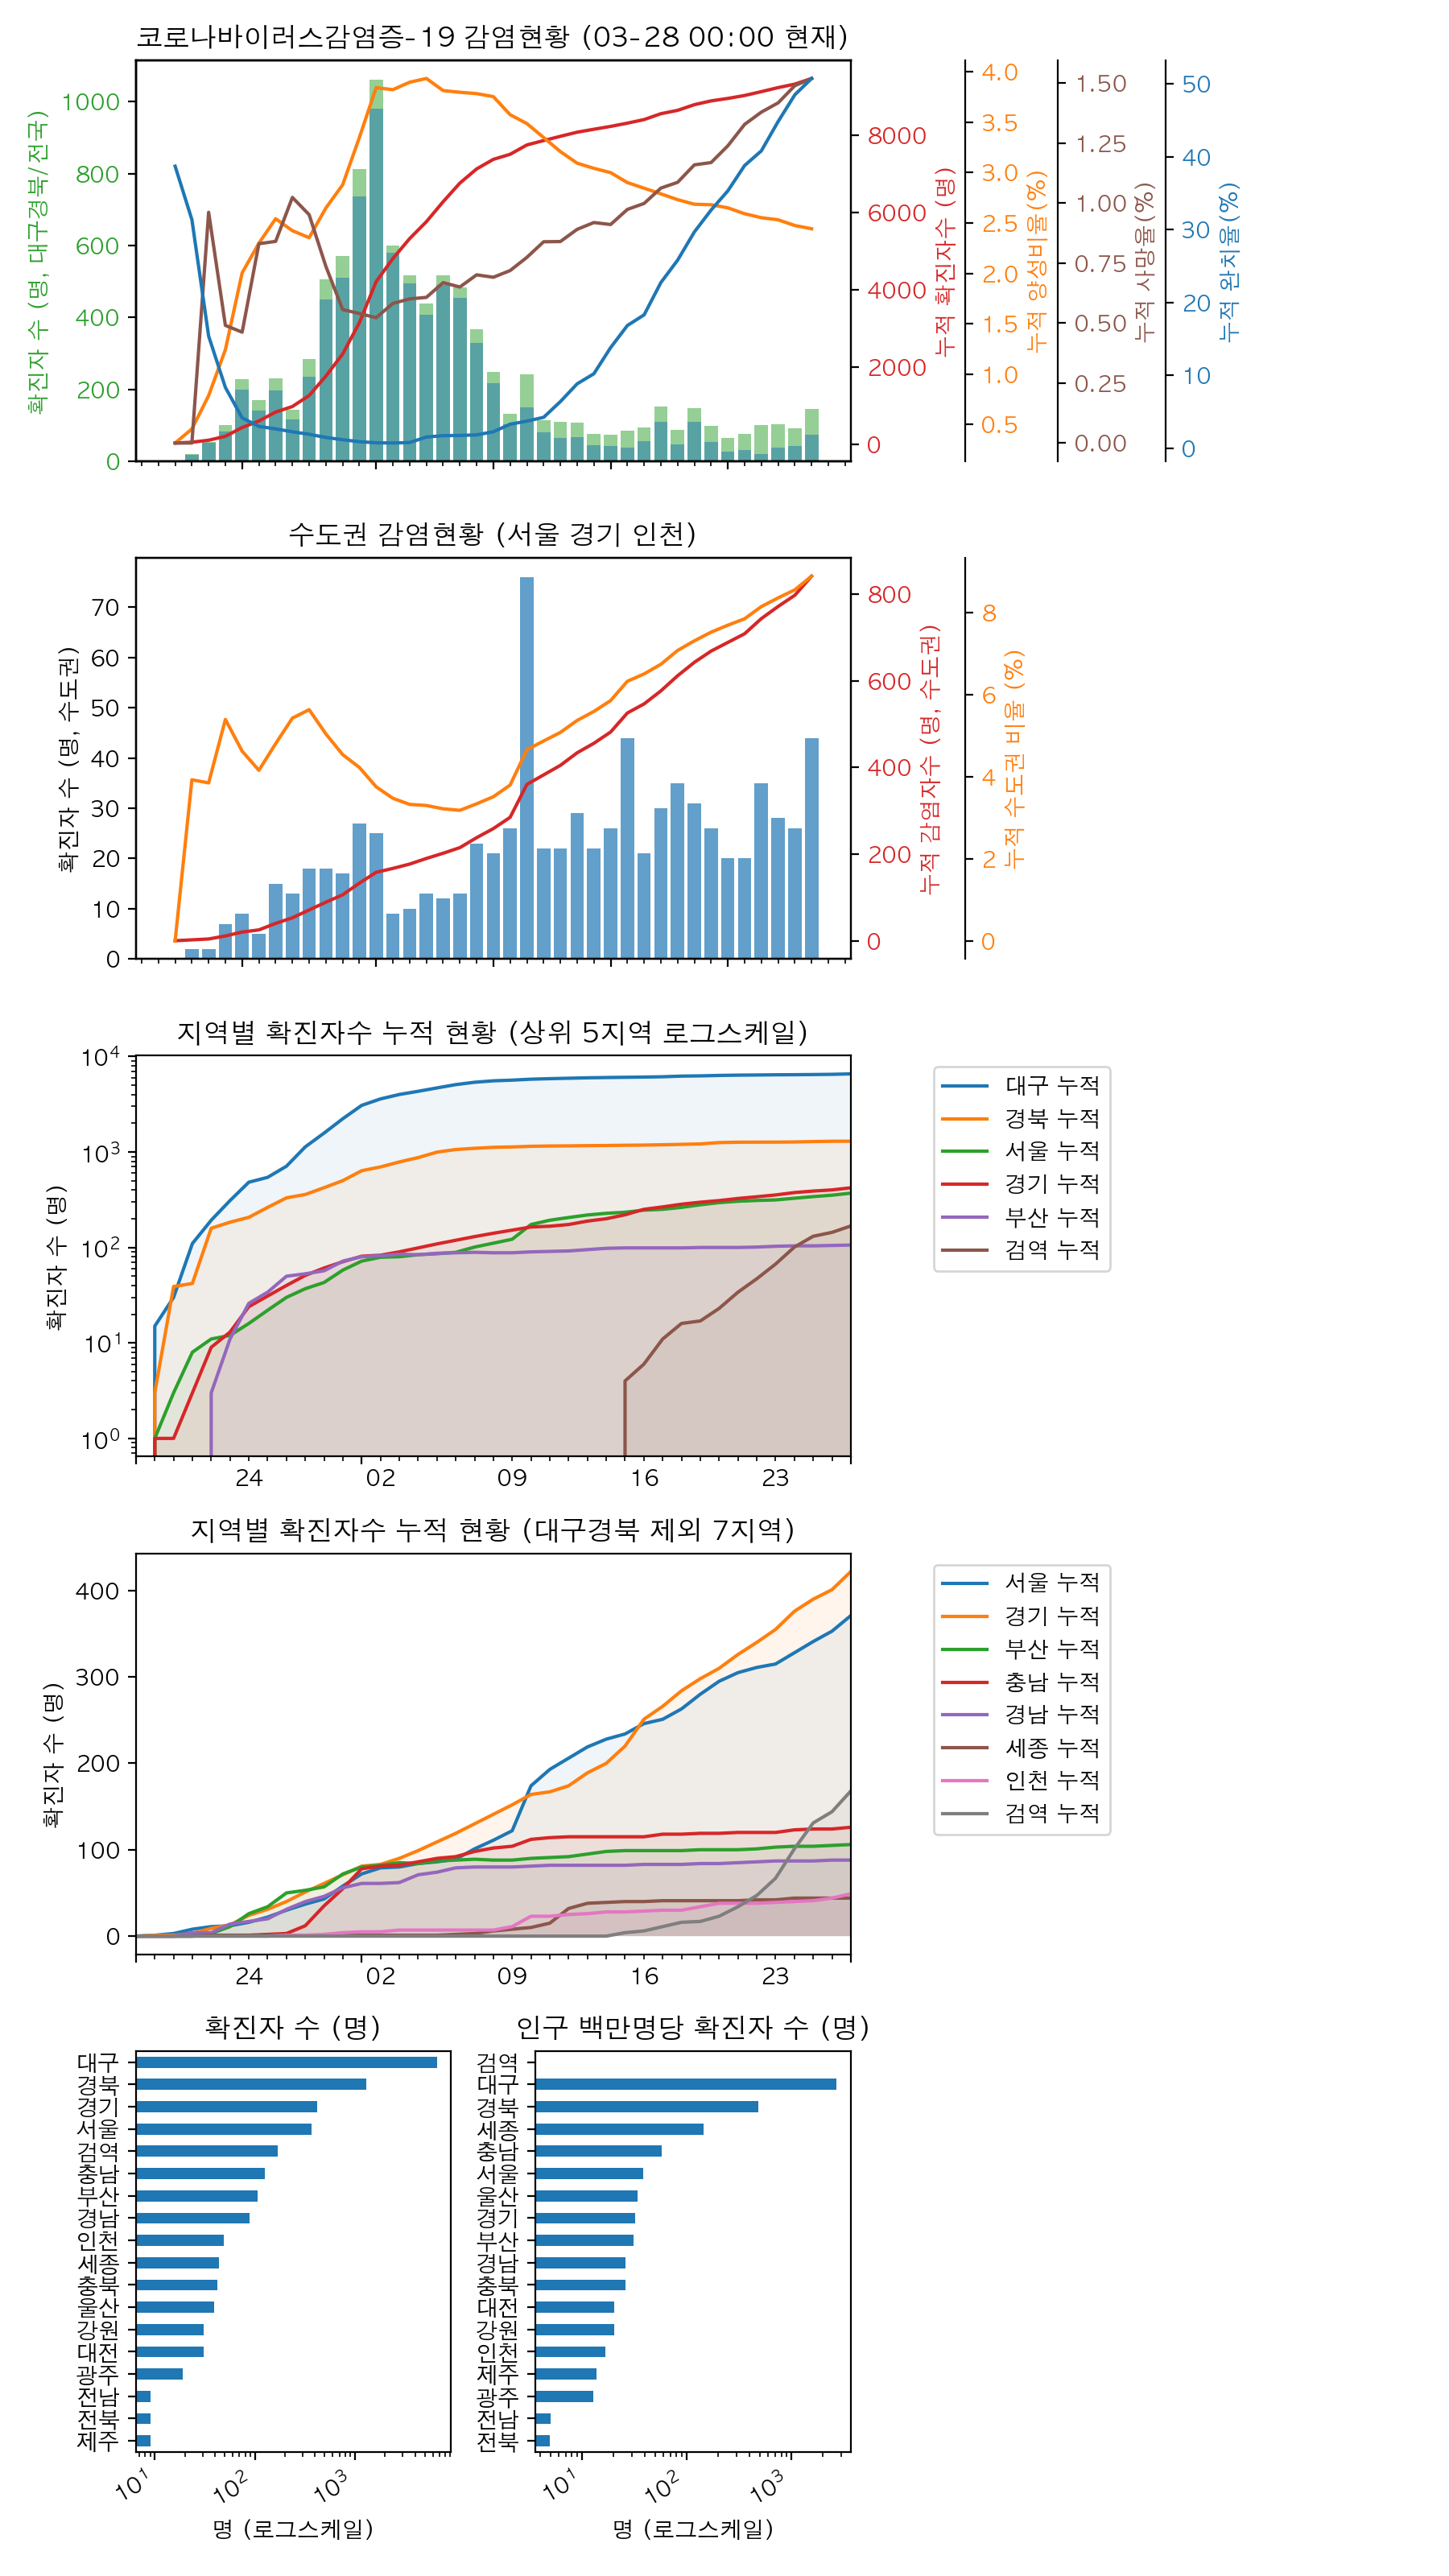 코로나바이러스감염증-19 감염현황 (03-28 00:00 현재)
확진자 수 (명, 대구경북/전국)
1000
800
600
400
200
0
누적 확진자수 (명)
8000
6000
4000
2000
0
누적 양성비율(%)
4.0
3.5
3.0
2.5
2.0
1.5
1.0
0.5
누적 사망율(%)
1.50
1.25
1.00
0.75
0.50
0.25
0.00
누적 완치율(%)
50
40
30
20
10
0
수도권 감염현황 (서울 경기 인천)
확진자 수 (명, 수도권)
70
60
50
40
30
20
10
0
누적 감염자수 (명, 수도권)
800
600
400
200
0
누적 수도권 비율 (%)
8
6
4
2
0
지역별 확진자수 누적 현황 (상위 5지역 로그스케일)
확진자 수 (명)
10⁴
10³
10²
10¹
10⁰
24 02 09 16 23
대구 누적
경북 누적
서울 누적
경기 누적
부산 누적
검역 누적
지역별 확진자수 누적 현황 (대구경북 제외 7지역)
확진자 수 (명)
400
300
200
100
0
24 02 09 16 23
서울 누적
경기 누적
부산 누적
충남 누적
경남 누적
세종 누적
인천 누적
검역 누적
확진자 수 (명)
대구
경북
경기
서울
검역
충남
부산
경남
인천
세종
충북
울산
강원
대전
광주
전남
전북
제주
10¹ 10² 10³
명 (로그스케일)
인구 백만명당 확진자 수 (명)
검역
대구
경북
세종
충남
서울
울산
경기
부산
경남
충북
대전
강원
인천
제주
광주
전남
전북
10¹ 10² 10³
명 (로그스케일)